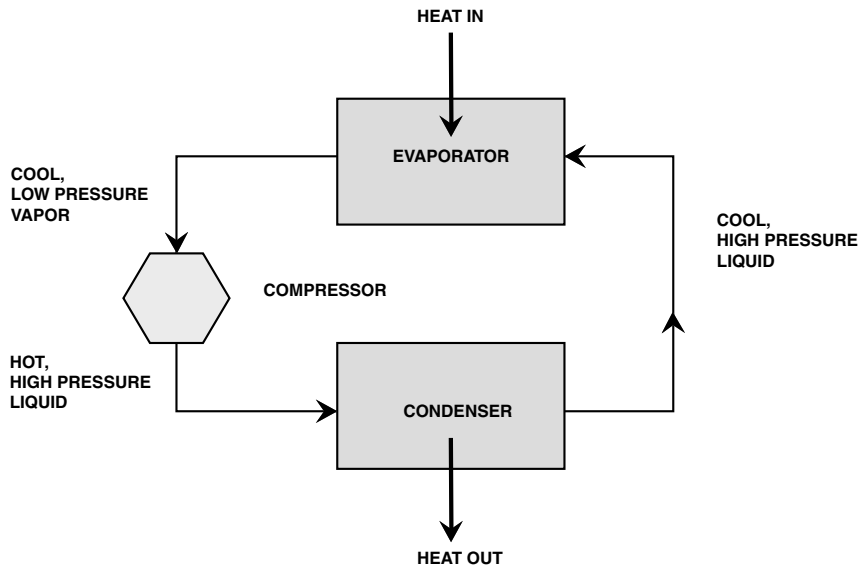 HEAT IN
EVAPORATOR
COOL,
LOW PRESSURE
VAPOR
COOL,
HIGH PRESSURE
LIQUID
COMPRESSOR
HOT,
HIGH PRESSURE
LIQUID
CONDENSER
HEAT OUT